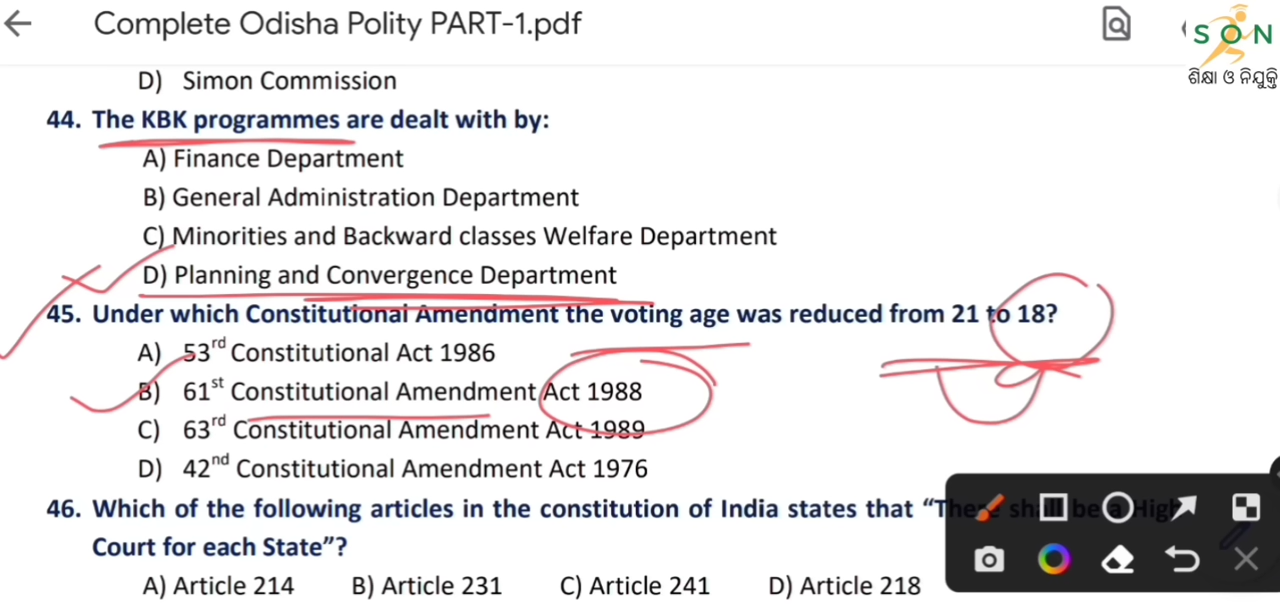 Complete Odisha Polity PART-1.pdf
SON
ଶିକ୍ଷା ଓ ନିଯୁକ୍ତି
D) Simon Commission
44. The KBK programmes are dealt with by:
A) Finance Department
B) General Administration Department
C) Minorities and Backward classes Welfare Department
D) Planning and Convergence Department
45. Under which Constitutional Amendment the voting age was reduced from 21 to 18?
A) 53rd Constitutional Act 1986
B) 61st Constitutional Amendment Act 1988
C) 63rd Constitutional Amendment Act 1989
D) 42nd Constitutional Amendment Act 1976
46. Which of the following articles in the constitution of India states that “There shall be a High
Court for each State”?
A) Article 214 B) Article 231 C) Article 241 D) Article 218